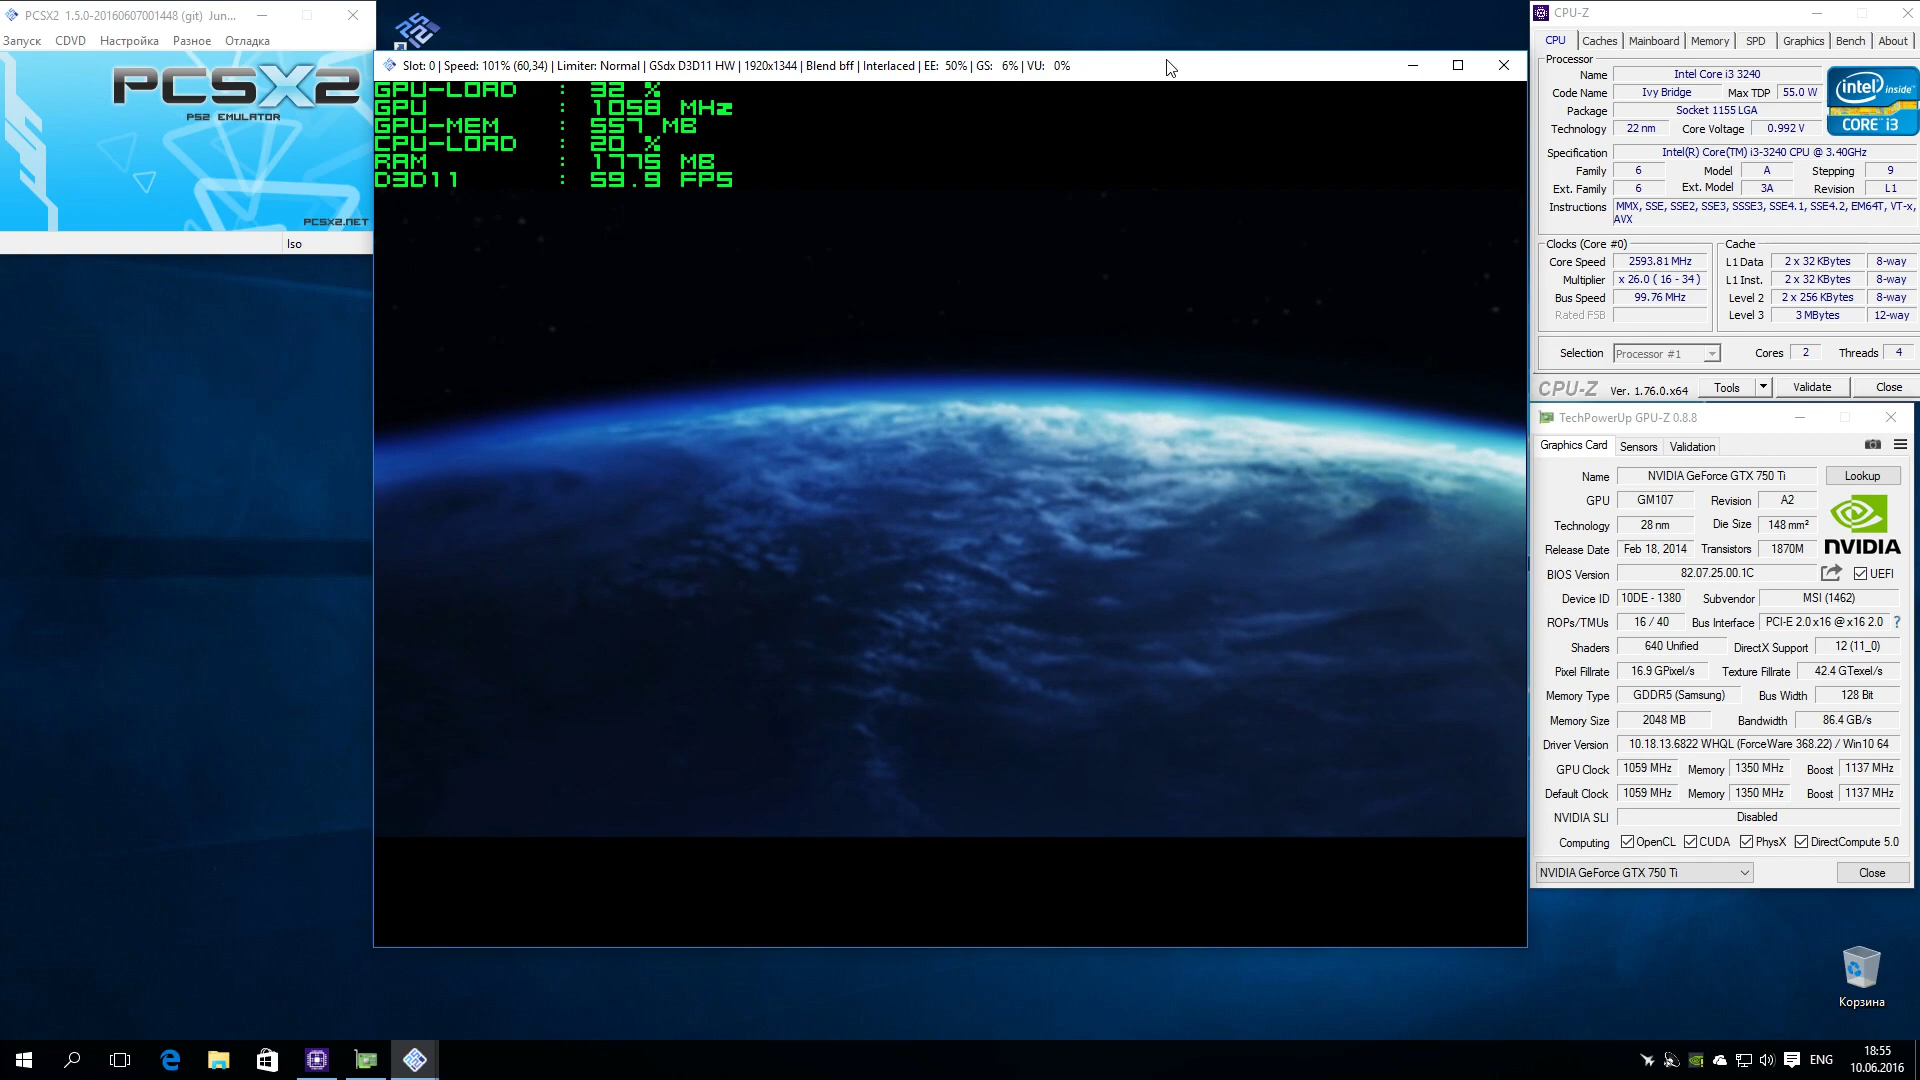 PCSX2 1.5.0-20160607001448 (git) Jun...
Запуск CDVD Настройка Разное Отладка
PCSX2
PS2 EMULATOR
PCSX2.NET
Iso
Slot: 0 | Speed: 101% (60,34) | Limiter: Normal | GSdx D3D11 HW | 1920x1344 | Blend bff | Interlaced | EE: 50% | GS: 6% | VU: 0%
GPU-LOAD : 32 %
GPU : 1058 MHz
GPU-MEM : 557 MB
CPU-LOAD : 20 %
RAM : 1775 MB
D3D11 : 59.9 FPS
CPU-Z
CPU Caches Mainboard Memory SPD Graphics Bench About
Processor
Name Intel Core i3 3240
Code Name Ivy Bridge Max TDP 55.0 W
Package Socket 1155 LGA
Technology 22 nm Core Voltage 0.992 V
intel inside™
CORE i3
Specification Intel(R) Core(TM) i3-3240 CPU @ 3.40GHz
Family 6 Model A Stepping 9
Ext. Family 6 Ext. Model 3A Revision L1
Instructions MMX, SSE, SSE2, SSE3, SSSE3, SSE4.1, SSE4.2, EM64T, VT-x,
AVX
Clocks (Core #0) Cache
Core Speed 2593.81 MHz L1 Data 2 x 32 KBytes 8-way
Multiplier x 26.0 ( 16 - 34 ) L1 Inst. 2 x 32 KBytes 8-way
Bus Speed 99.76 MHz Level 2 2 x 256 KBytes 8-way
Rated FSB Level 3 3 MBytes 12-way
Selection Processor #1 Cores 2 Threads 4
CPU-Z Ver. 1.76.0.x64 Tools Validate Close
TechPowerUp GPU-Z 0.8.8
Graphics Card Sensors Validation
Name NVIDIA GeForce GTX 750 Ti Lookup
GPU GM107 Revision A2
Technology 28 nm Die Size 148 mm²
Release Date Feb 18, 2014 Transistors 1870M
NVIDIA
BIOS Version 82.07.25.00.1C UEFI
Device ID 10DE - 1380 Subvendor MSI (1462)
ROPs/TMUs 16 / 40 Bus Interface PCI-E 2.0 x16 @ x16 2.0 ?
Shaders 640 Unified DirectX Support 12 (11_0)
Pixel Fillrate 16.9 GPixel/s Texture Fillrate 42.4 GTexel/s
Memory Type GDDR5 (Samsung) Bus Width 128 Bit
Memory Size 2048 MB Bandwidth 86.4 GB/s
Driver Version 10.18.13.6822 WHQL (ForceWare 368.22) / Win10 64
GPU Clock 1059 MHz Memory 1350 MHz Boost 1137 MHz
Default Clock 1059 MHz Memory 1350 MHz Boost 1137 MHz
NVIDIA SLI Disabled
Computing OpenCL CUDA PhysX DirectCompute 5.0
NVIDIA GeForce GTX 750 Ti Close
Корзина
ENG
18:55
10.06.2016